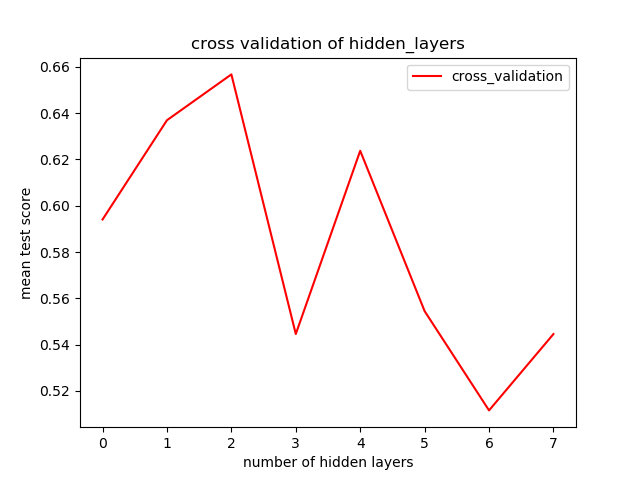 cross validation of hidden_layers
cross_validation
0.66
0.64
0.62
0.60
0.58
0.56
0.54
0.52
mean test score
0 1 2 3 4 5 6 7
number of hidden layers